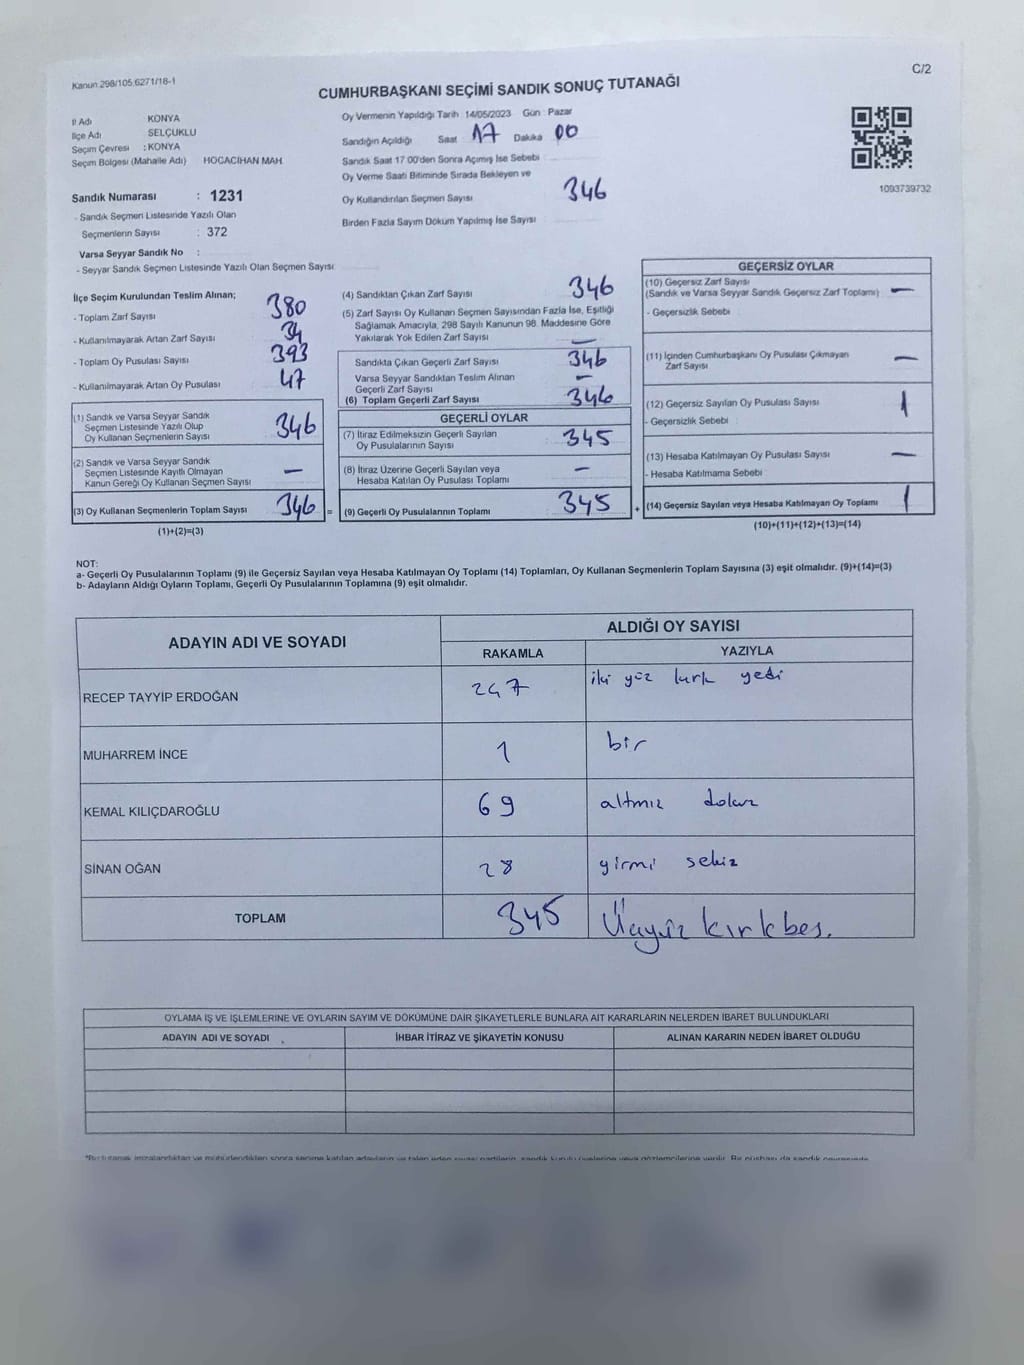 Kanun:298/105:6271/18-1
C/2
CUMHURBAŞKANI SEÇİMİ SANDIK SONUÇ TUTANAĞI
İl Adı KONYA
İlçe Adı SELÇUKLU
Seçim Çevresi : KONYA
Seçim Bölgesi (Mahalle Adı) HOCACİHAN MAH.
Sandık Numarası : 1231
- Sandık Seçmen Listesinde Yazılı Olan
Seçmenlerin Sayısı : 372
Varsa Seyyar Sandık No :
- Seyyar Sandık Seçmen Listesinde Yazılı Olan Seçmen Sayısı
Oy Vermenin Yapıldığı Tarih 14/05/2023 Gün : Pazar
Sandığın Açıldığı Saat 17 Dakika 00
Sandık Saat 17:00'den Sonra Açımış İse Sebebi
Oy Verme Saati Bitiminde Sırada Bekleyen ve
Oy Kullandırılan Seçmen Sayısı 346
Birden Fazla Sayım Döküm Yapılmış İse Sayısı
1093739732
İlçe Seçim Kurulundan Teslim Alınan;
- Toplam Zarf Sayısı 380
- Kullanılmayarak Artan Zarf Sayısı 34
- Toplam Oy Pusulası Sayısı 393
- Kullanılmayarak Artan Oy Pusulası 47
(1) Sandık ve Varsa Seyyar Sandık
Seçmen Listesinde Yazılı Olup
Oy Kullanan Seçmenlerin Sayısı 346
(2) Sandık ve Varsa Seyyar Sandık
Seçmen Listesinde Kayıtlı Olmayan
Kanun Gereği Oy Kullanan Seçmen Sayısı —
(3) Oy Kullanan Seçmenlerin Toplam Sayısı 346 =
(1)+(2)=(3)
(4) Sandıktan Çıkan Zarf Sayısı 346
(5) Zarf Sayısı Oy Kullanan Seçmen Sayısından Fazla İse, Eşitliği
Sağlamak Amacıyla, 298 Sayılı Kanunun 98. Maddesine Göre
Yakılarak Yok Edilen Zarf Sayısı —
Sandıkta Çıkan Geçerli Zarf Sayısı 346
Varsa Seyyar Sandıktan Teslim Alınan
Geçerli Zarf Sayısı —
(6) Toplam Geçerli Zarf Sayısı 346
GEÇERLİ OYLAR
(7) İtiraz Edilmeksizin Geçerli Sayılan
Oy Pusulalarının Sayısı 345
(8) İtiraz Üzerine Geçerli Sayılan veya
Hesaba Katılan Oy Pusulası Toplamı —
(9) Geçerli Oy Pusulalarının Toplamı 345 +
GEÇERSİZ OYLAR
(10) Geçersiz Zarf Sayısı
(Sandık ve Varsa Seyyar Sandık Geçersiz Zarf Toplamı) —
- Geçersizlik Sebebi
(11) İçinden Cumhurbaşkanı Oy Pusulası Çıkmayan
Zarf Sayısı —
(12) Geçersiz Sayılan Oy Pusulası Sayısı 1
- Geçersizlik Sebebi
(13) Hesaba Katılmayan Oy Pusulası Sayısı —
- Hesaba Katılmama Sebebi
(14) Geçersiz Sayılan veya Hesaba Katılmayan Oy Toplamı 1
(10)+(11)+(12)+(13)=(14)
NOT:
a- Geçerli Oy Pusulalarının Toplamı (9) ile Geçersiz Sayılan veya Hesaba Katılmayan Oy Toplamı (14) Toplamları, Oy Kullanan Seçmenlerin Toplam Sayısına (3) eşit olmalıdır. (9)+(14)=(3)
b- Adayların Aldığı Oyların Toplamı, Geçerli Oy Pusulalarının Toplamına (9) eşit olmalıdır.
ADAYIN ADI VE SOYADI ALDIĞI OY SAYISI
RAKAMLA YAZIYLA
RECEP TAYYİP ERDOĞAN 247 iki yüz kırk yedi
MUHARREM İNCE 1 bir
KEMAL KILIÇDAROĞLU 69 altmız dokuz
SİNAN OĞAN 28 yirmi sekiz
TOPLAM 345 Üçyüz kırkbeş.
OYLAMA İŞ VE İŞLEMLERİNE VE OYLARIN SAYIM VE DÖKÜMÜNE DAİR ŞİKAYETLERLE BUNLARA AİT KARARLARIN NELERDEN İBARET BULUNDUKLARI
ADAYIN ADI VE SOYADI İHBAR İTİRAZ VE ŞİKAYETİN KONUSU ALINAN KARARIN NEDEN İBARET OLDUĞU